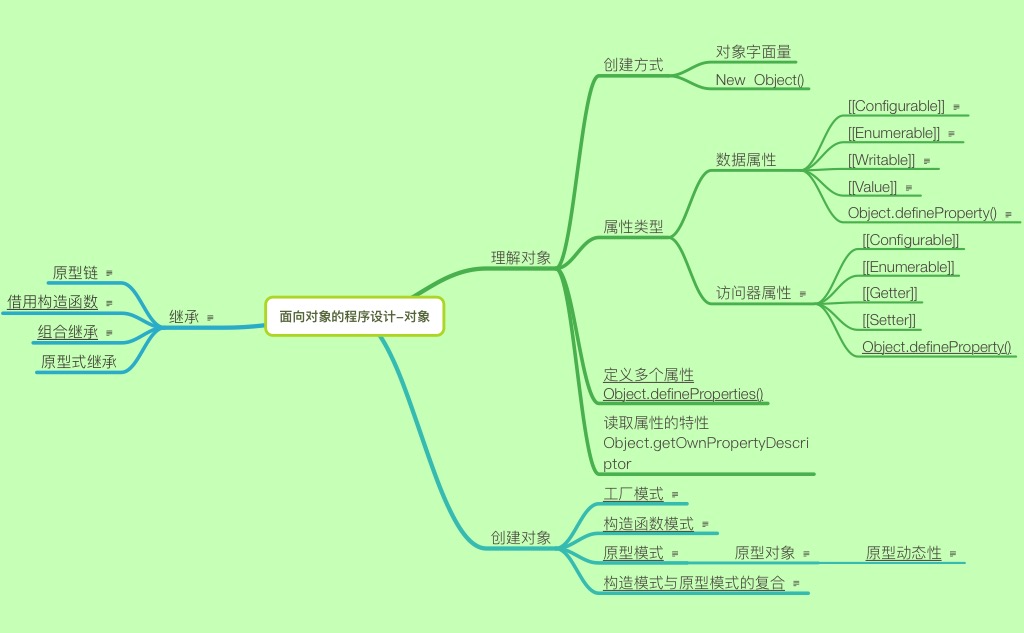 面向对象的程序设计-对象
理解对象
创建方式
对象字面量
New Object()
属性类型
数据属性
[[Configurable]]
[[Enumerable]]
[[Writable]]
[[Value]]
Object.defineProperty()
访问器属性
[[Configurable]]
[[Enumerable]]
[[Getter]]
[[Setter]]
Object.defineProperty()
定义多个属性
Object.defineProperties()
读取属性的特性
Object.getOwnPropertyDescri
ptor
创建对象
工厂模式
构造函数模式
原型模式
原型对象
原型动态性
构造模式与原型模式的复合
继承
原型链
借用构造函数
组合继承
原型式继承